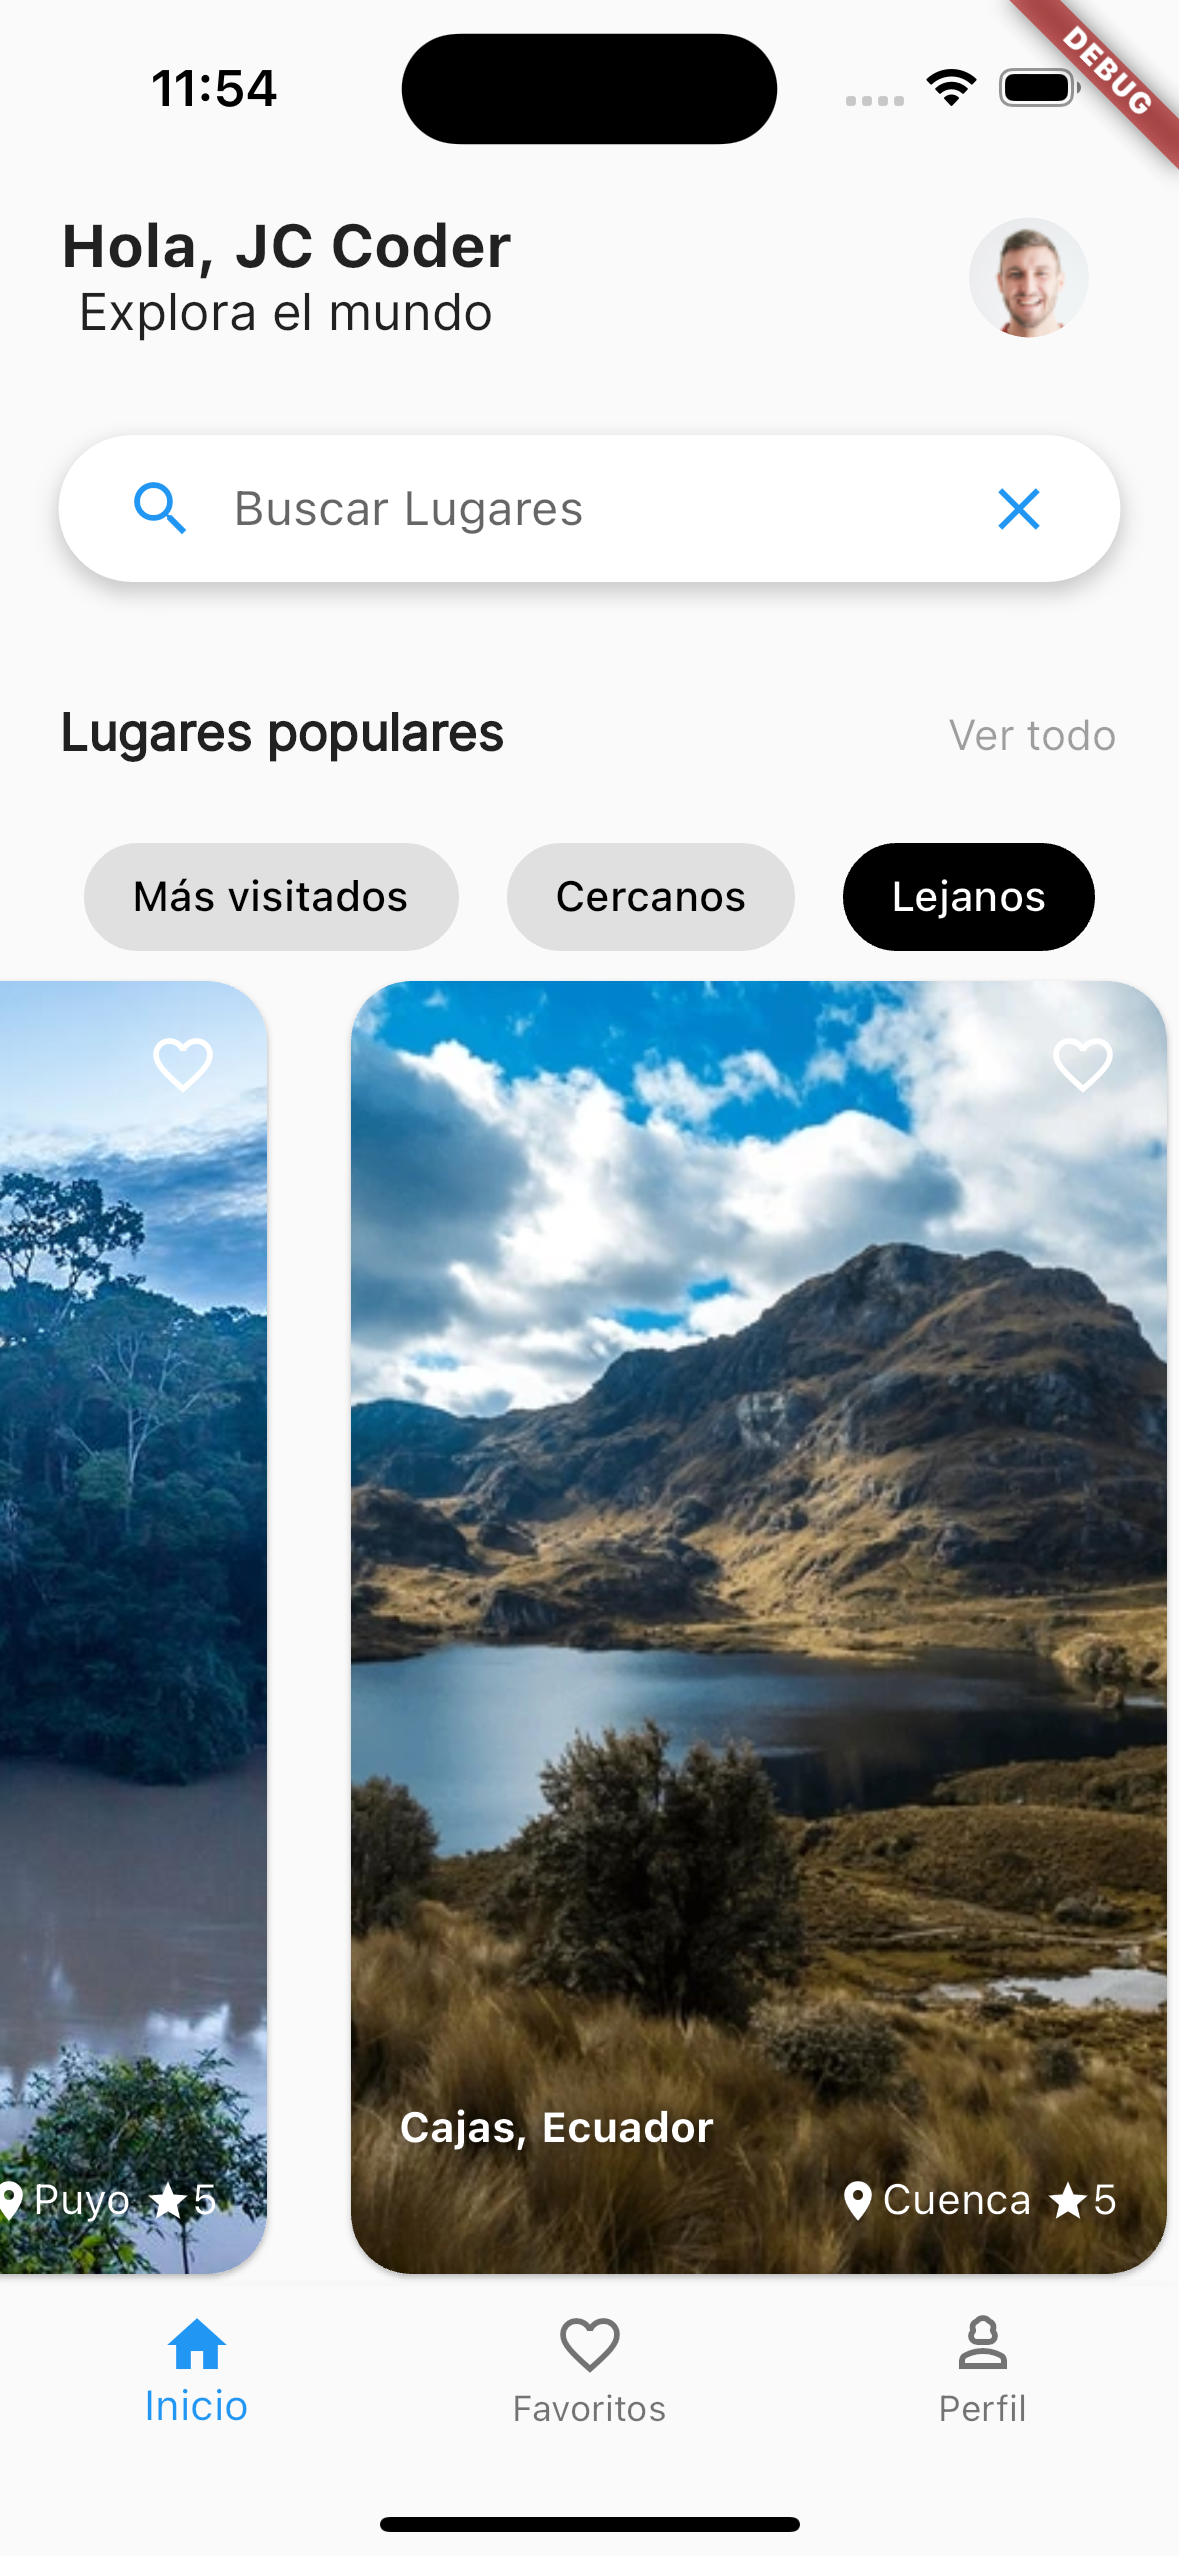 11:54
DEBUG
Hola, JC Coder
Explora el mundo
Buscar Lugares
Lugares populares
Ver todo
Más visitados
Cercanos
Lejanos
Cajas, Ecuador
Puyo 5
Cuenca 5
Inicio
Favoritos
Perfil